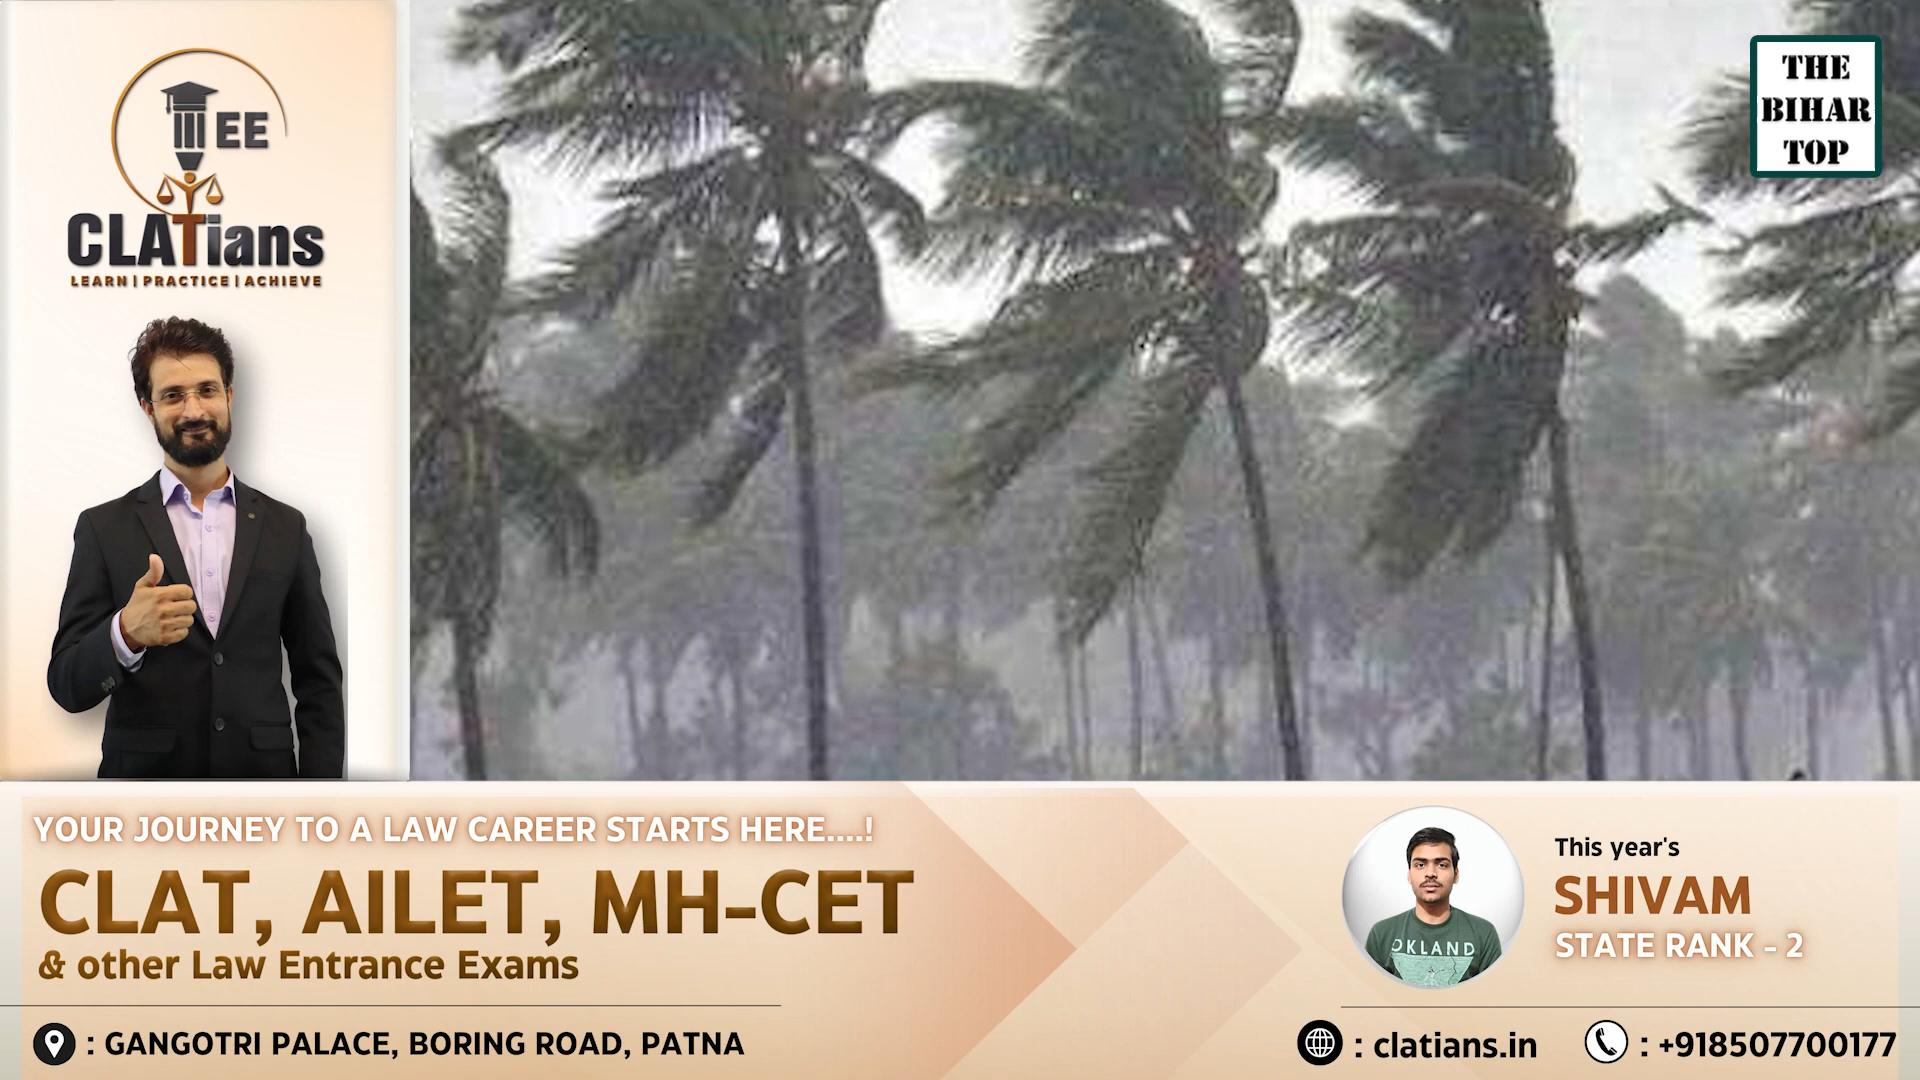 EE
CLATians
LEARN | PRACTICE | ACHIEVE
THE
BIHAR
TOP
YOUR JOURNEY TO A LAW CAREER STARTS HERE....!
CLAT, AILET, MH-CET
& other Law Entrance Exams
: GANGOTRI PALACE, BORING ROAD, PATNA
OKLAND
This year's
SHIVAM
STATE RANK - 2
: clatians.in
: +918507700177